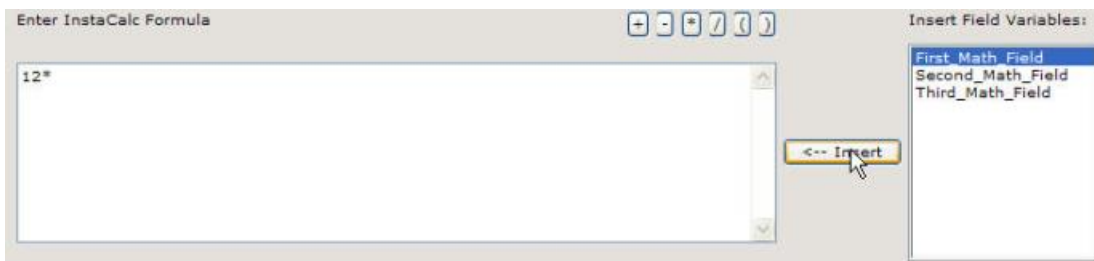 Enter InstaCalc Formula
+ - * / ( )
Insert Field Variables:
12*
First_Math_Field
Second_Math_Field
Third_Math_Field
<-- Insert